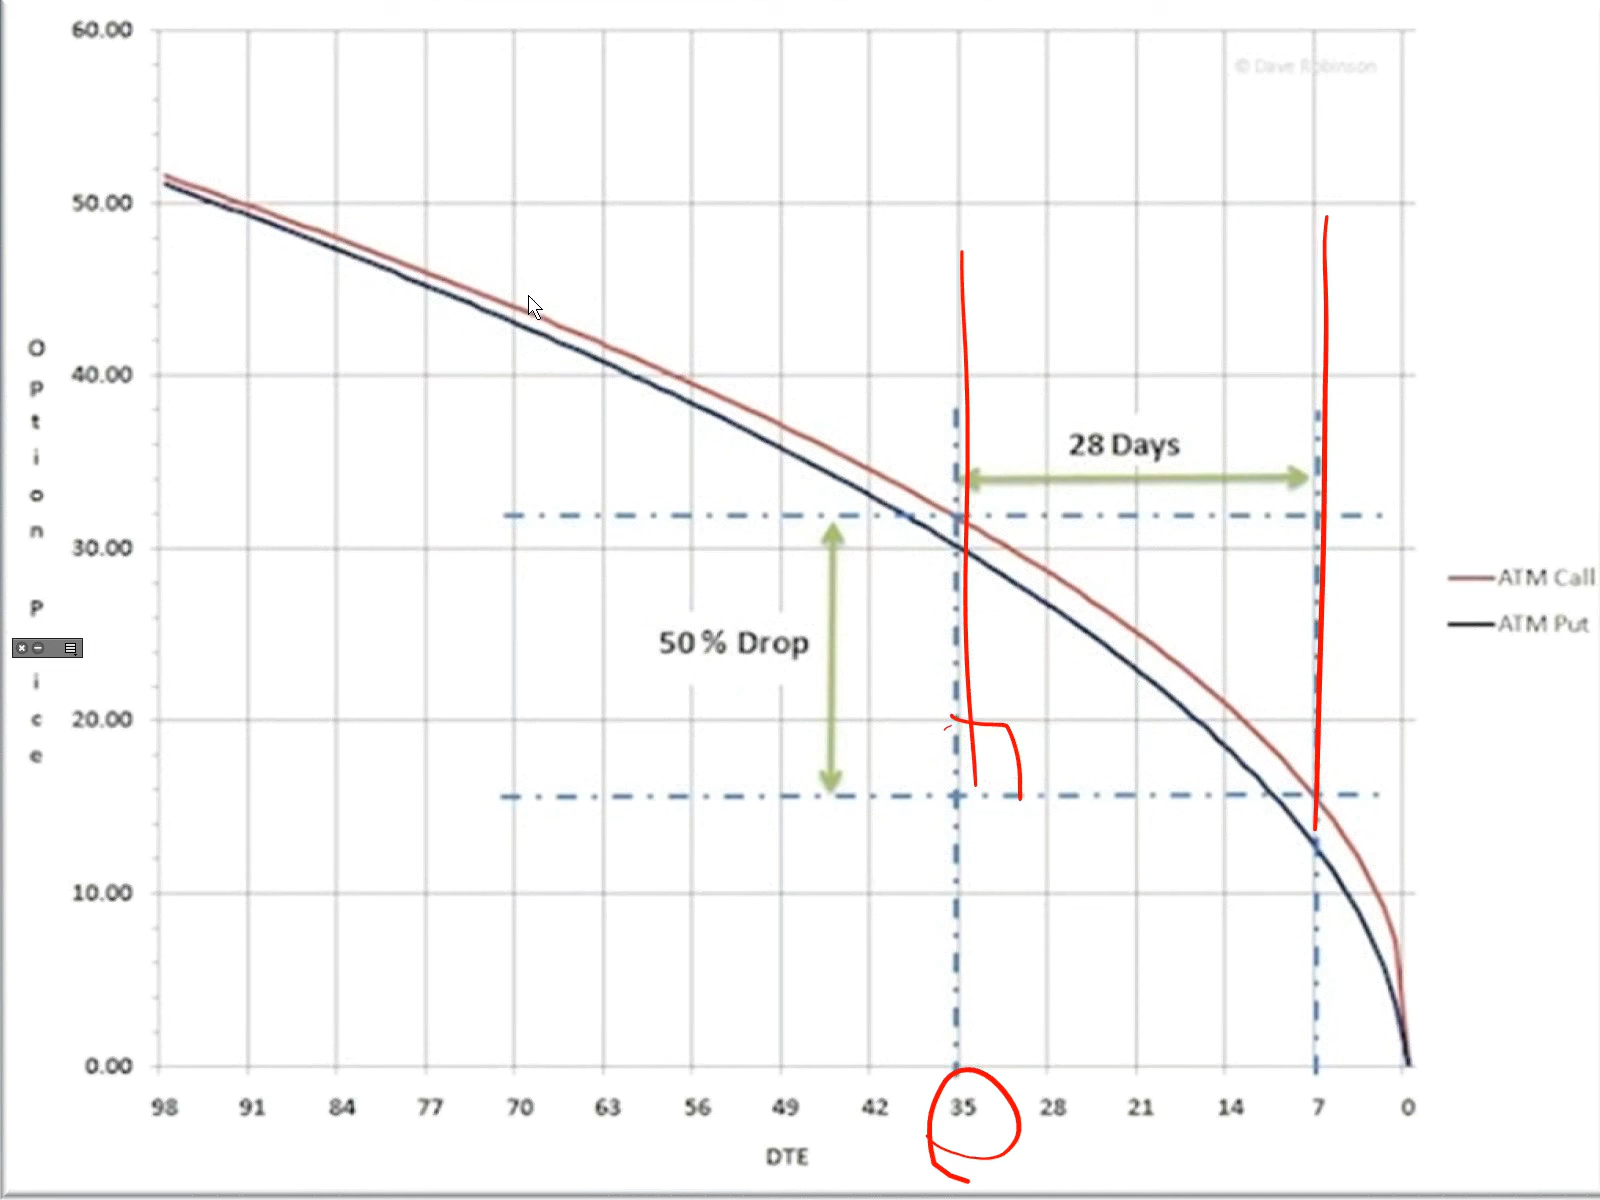 60.00
© Dave Robinson
50.00
40.00
28 Days
30.00
50 % Drop
20.00
10.00
0.00
O
P
t
i
o
n
P
i
c
e
ATM Call
ATM Put
98 91 84 77 70 63 56 49 42 35 28 21 14 7 0
DTE